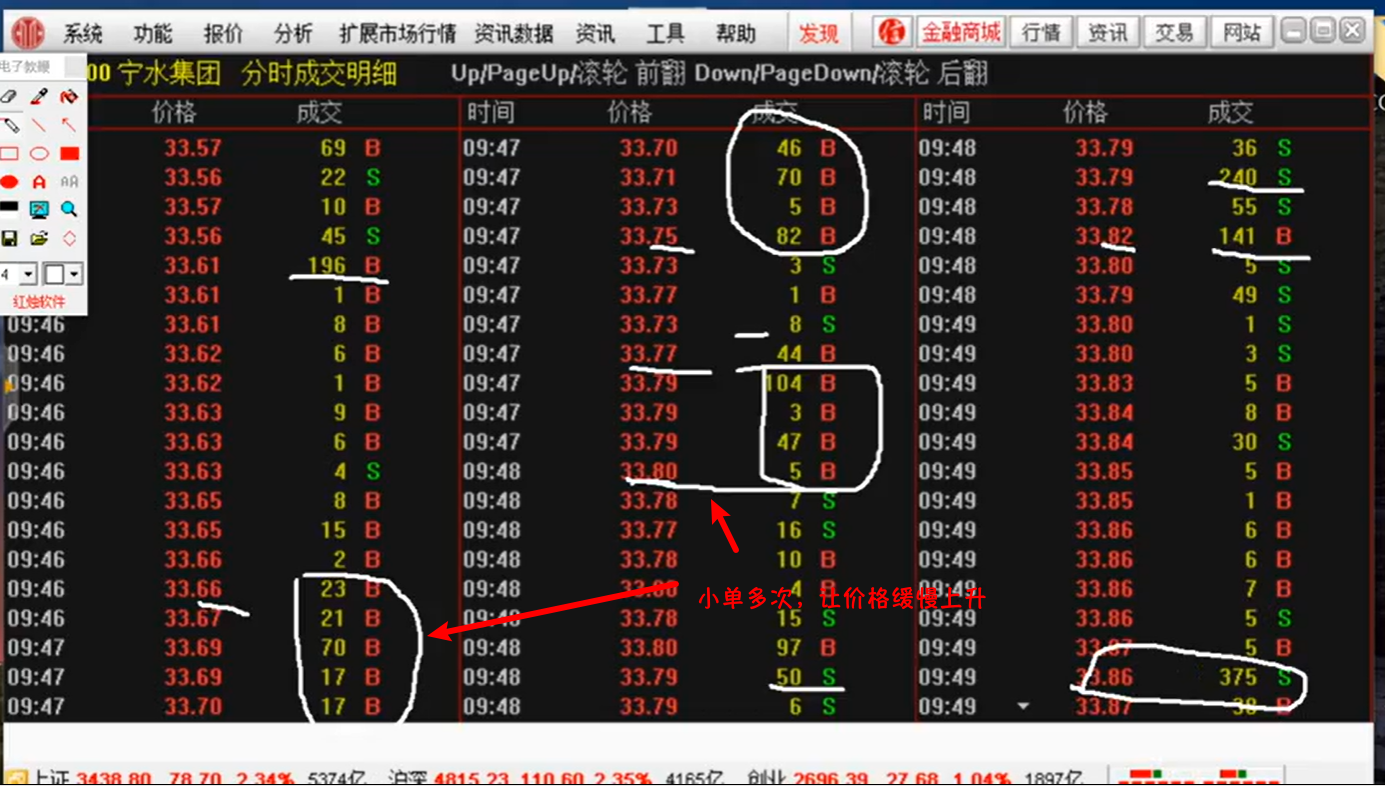 系统 功能 报价 分析 扩展市场行情 资讯数据 资讯 工具 帮助 发现 信 金融商城 行情 资讯 交易 网站
电子教鞭
00 宁水集团 分时成交明细 Up/PageUp/滚轮 前翻 Down/PageDown/滚轮 后翻
价格 成交 时间 价格 成交 时间 价格 成交
33.57 69 B 09:47 33.70 46 B 09:48 33.79 36 S
33.56 22 S 09:47 33.71 70 B 09:48 33.79 240 S
33.57 10 B 09:47 33.73 5 B 09:48 33.78 55 S
33.56 45 S 09:47 33.75 82 B 09:48 33.82 141 B
33.61 196 B 09:47 33.73 3 S 09:48 33.80 5 S
33.61 1 B 09:47 33.77 1 B 09:48 33.79 49 S
4
红烛软件
09:46 33.61 8 B 09:47 33.73 8 S 09:49 33.80 1 S
09:46 33.62 6 B 09:47 33.77 44 B 09:49 33.80 3 S
09:46 33.62 1 B 09:47 33.79 104 B 09:49 33.83 5 B
09:46 33.63 9 B 09:47 33.79 3 B 09:49 33.84 8 B
09:46 33.63 6 B 09:47 33.79 47 B 09:49 33.84 30 S
09:46 33.63 4 S 09:48 33.80 5 B 09:49 33.85 5 B
09:46 33.65 8 B 09:48 33.78 7 S 09:49 33.85 1 B
09:46 33.65 15 B 09:48 33.77 16 S 09:49 33.86 6 B
09:46 33.66 2 B 09:48 33.78 10 B 09:49 33.86 6 B
09:46 33.66 23 B 09:48 4 B 09:49 33.86 7 B
小单多次，让价格缓慢上升
09:46 33.67 21 B 09:48 33.78 15 S 09:49 33.86 5 S
09:47 33.69 70 B 09:48 33.80 97 B 09:49 33.87 5 B
09:47 33.69 17 B 09:48 33.79 50 S 09:49 33.86 375 S
09:47 33.70 17 B 09:48 33.79 6 S 09:49 33.87 38 B
上证 3438.80 78.70 2.34% 5374亿 沪深 4815.23 110.60 2.35% 4165亿 创业 2696.39 27.68 1.04% 1897亿